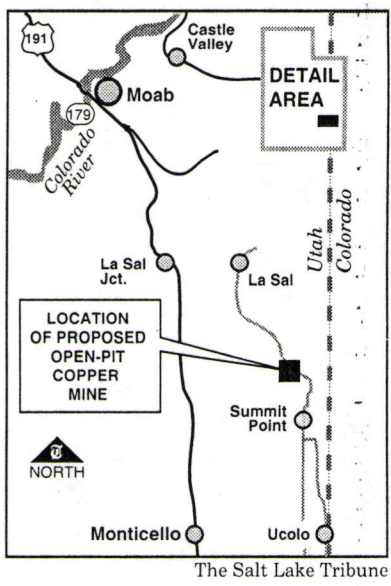 191
Castle
Valley
DETAIL
AREA
Moab
179
Colorado
River
Utah
Colorado
La Sal
Jct.
La Sal
LOCATION
OF PROPOSED
OPEN-PIT
COPPER
MINE
Summit
Point
NORTH
Monticello
Ucolo
The Salt Lake Tribune